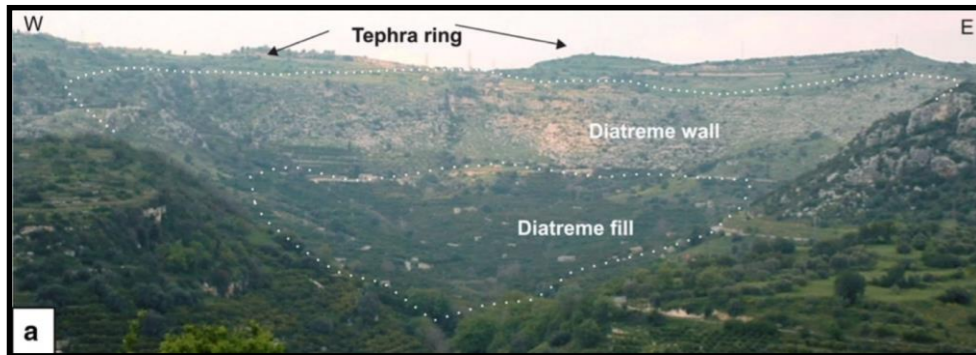 W
E
Tephra ring
Diatreme wall
Diatreme fill
a